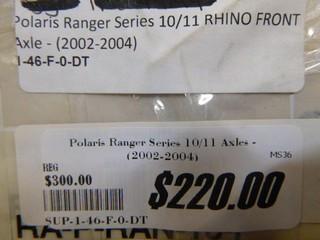 Polaris Ranger Series 10/11 RHINO FRONT
Axle - (2002-2004)
1-46-F-0-DT
Polaris Ranger Series 10/11 Axles -
(2002-2004)
MS36
REG
$300.00
$220.00
SUP-1-46-F-0-DT